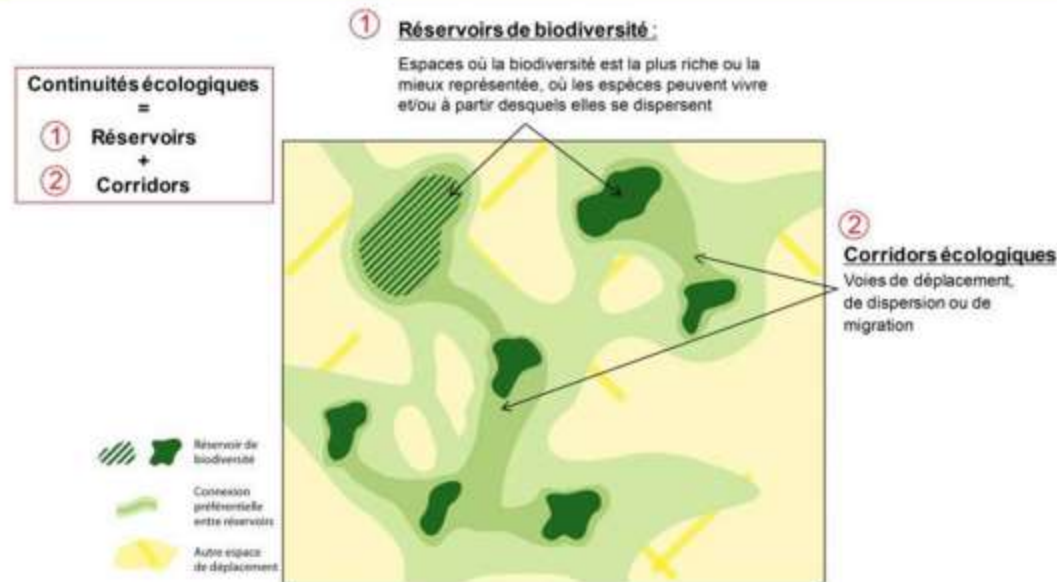 ① Réservoirs de biodiversité :
Espaces où la biodiversité est la plus riche ou la
mieux représentée, où les espèces peuvent vivre
et/ou à partir desquels elles se dispersent
Continuités écologiques
=
① Réservoirs
+
② Corridors
②
Corridors écologiques
Voies de déplacement,
de dispersion ou de
migration
Réservoir de
biodiversité
Connexion
préférentielle
entre réservoirs
Autre espace
de déplacement